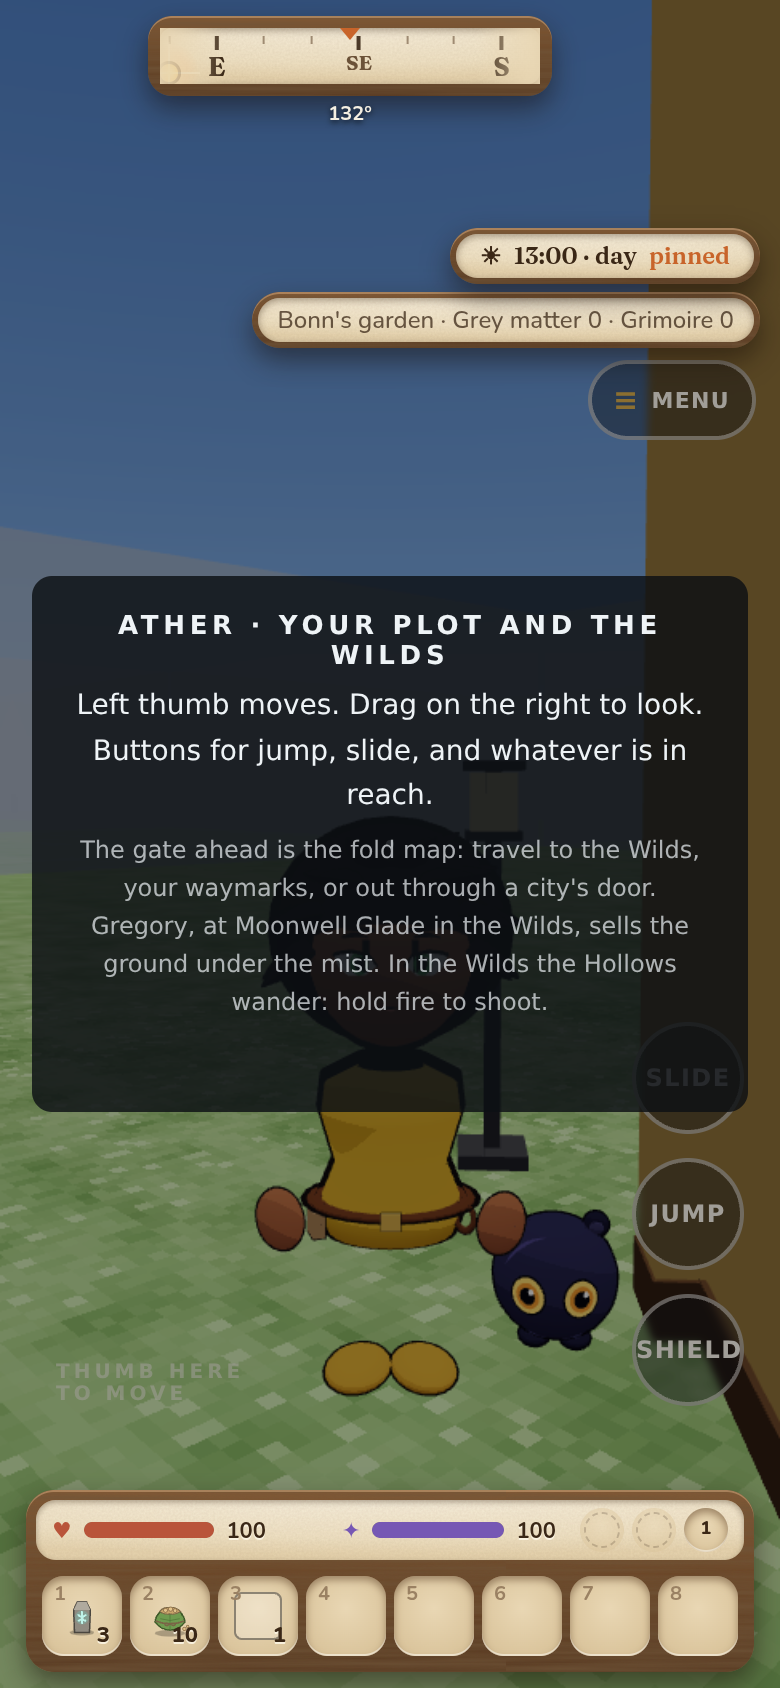 E SE S
132°
13:00 · day pinned
Bonn's garden · Grey matter 0 · Grimoire 0
MENU
ATHER · YOUR PLOT AND THE
WILDS
Left thumb moves. Drag on the right to look.
Buttons for jump, slide, and whatever is in
reach.
The gate ahead is the fold map: travel to the Wilds,
your waymarks, or out through a city's door.
Gregory, at Moonwell Glade in the Wilds, sells the
ground under the mist. In the Wilds the Hollows
wander: hold fire to shoot.
SLIDE
JUMP
SHIELD
THUMB HERE
TO MOVE
100 100 1
1 2 3 4 5 6 7 8
3 10 1